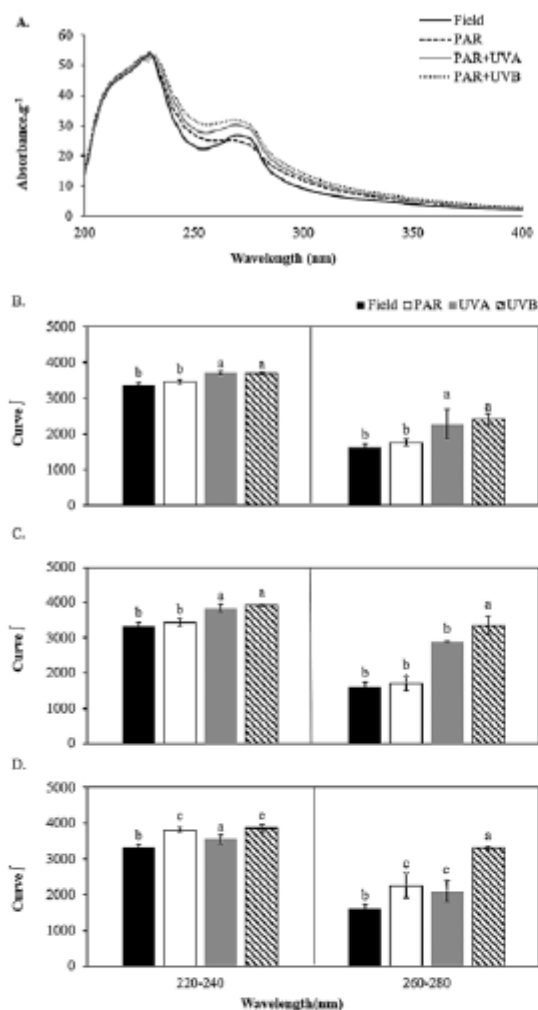 A.
Field
PAR
PAR+UVA
PAR+UVB
60
50
40
30
20
10
0
Absorbance.g⁻¹
200 250 300 350 400
Wavelength (nm)
B.
Field PAR UVA UVB
5000
4000
3000
2000
1000
0
Curve ∫
b b a a
b b a a
C.
5000
4000
3000
2000
1000
0
Curve ∫
b b a a
b b b a
D.
5000
4000
3000
2000
1000
0
Curve ∫
b c a c
b c c a
220-240 260-280
Wavelength(nm)